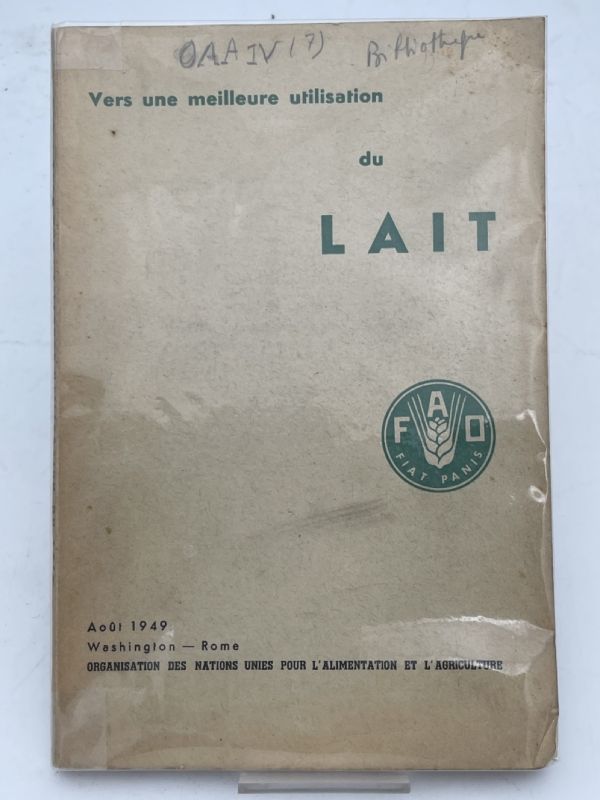 OAA IV (7) Bibliothèque
Vers une meilleure utilisation
du
LAIT
F A O
FIAT PANIS
Août 1949
Washington — Rome
ORGANISATION DES NATIONS UNIES POUR L'ALIMENTATION ET L'AGRICULTURE